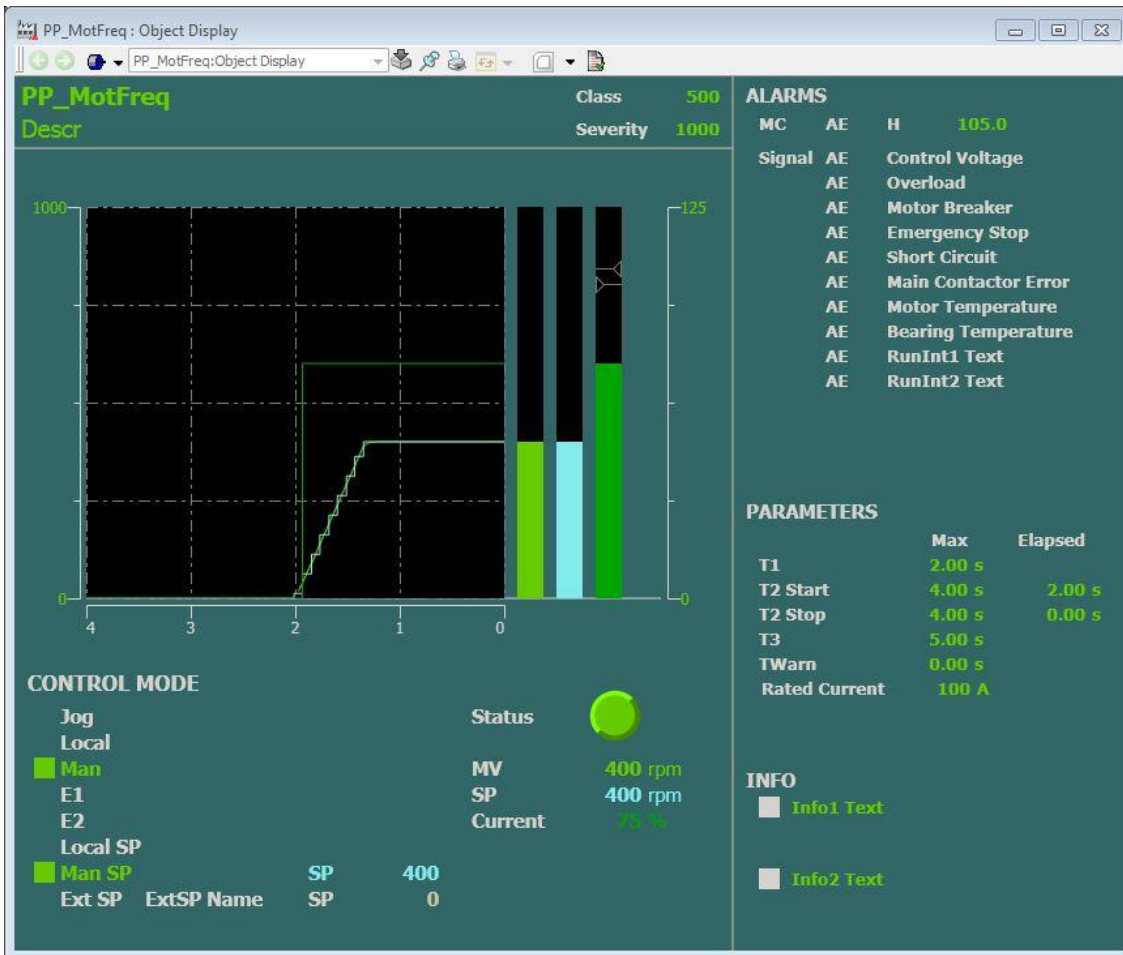 PP_MotFreq : Object Display
PP_MotFreq:Object Display
PP_MotFreq
Class 500
Descr
Severity 1000
1000
125
0
0
4 3 2 1 0
CONTROL MODE
Jog
Local
Man
E1
E2
Local SP
Man SP SP 400
Ext SP ExtSP Name SP 0
Status
MV 400 rpm
SP 400 rpm
Current 75 %
ALARMS
MC AE H 105.0
Signal AE Control Voltage
AE Overload
AE Motor Breaker
AE Emergency Stop
AE Short Circuit
AE Main Contactor Error
AE Motor Temperature
AE Bearing Temperature
AE RunInt1 Text
AE RunInt2 Text
PARAMETERS
Max Elapsed
T1 2.00 s
T2 Start 4.00 s 2.00 s
T2 Stop 4.00 s 0.00 s
T3 5.00 s
TWarn 0.00 s
Rated Current 100 A
INFO
Info1 Text
Info2 Text